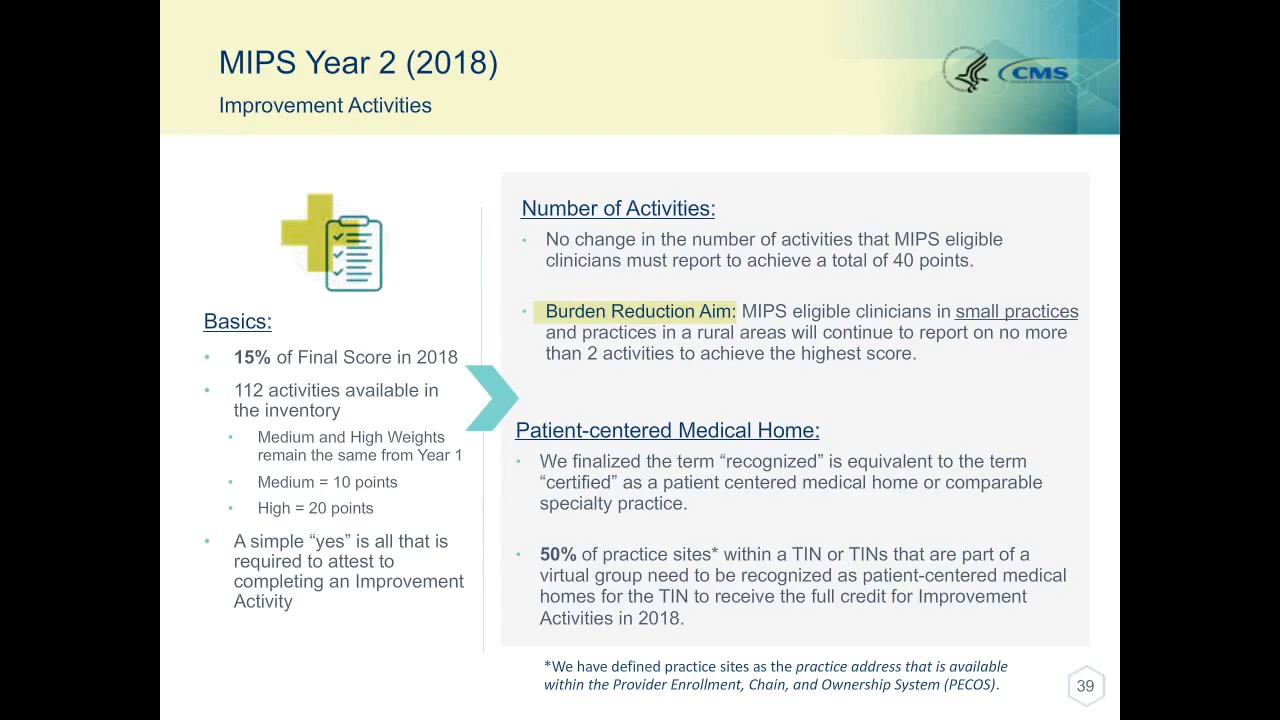 MIPS Year 2 (2018)
Improvement Activities
CMS
Basics:
• 15% of Final Score in 2018
• 112 activities available in
the inventory
• Medium and High Weights
remain the same from Year 1
• Medium = 10 points
• High = 20 points
• A simple “yes” is all that is
required to attest to
completing an Improvement
Activity
Number of Activities:
• No change in the number of activities that MIPS eligible
clinicians must report to achieve a total of 40 points.
• Burden Reduction Aim: MIPS eligible clinicians in small practices
and practices in a rural areas will continue to report on no more
than 2 activities to achieve the highest score.
Patient-centered Medical Home:
• We finalized the term “recognized” is equivalent to the term
“certified” as a patient centered medical home or comparable
specialty practice.
• 50% of practice sites* within a TIN or TINs that are part of a
virtual group need to be recognized as patient-centered medical
homes for the TIN to receive the full credit for Improvement
Activities in 2018.
*We have defined practice sites as the practice address that is available
within the Provider Enrollment, Chain, and Ownership System (PECOS).
39